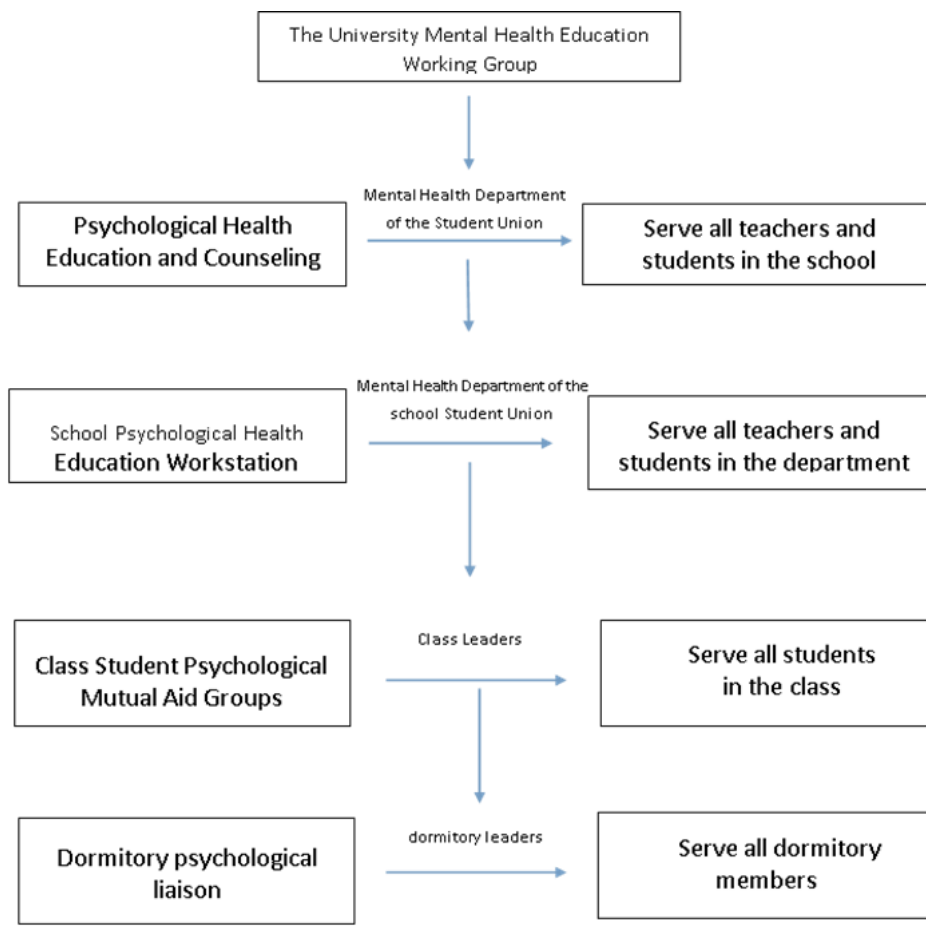 The University Mental Health Education
Working Group
Mental Health Department
of the Student Union
Psychological Health
Education and Counseling
Serve all teachers and
students in the school
Mental Health Department of the
school Student Union
School Psychological Health
Education Workstation
Serve all teachers and
students in the department
Class Leaders
Class Student Psychological
Mutual Aid Groups
Serve all students
in the class
dormitory leaders
Dormitory psychological
liaison
Serve all dormitory
members